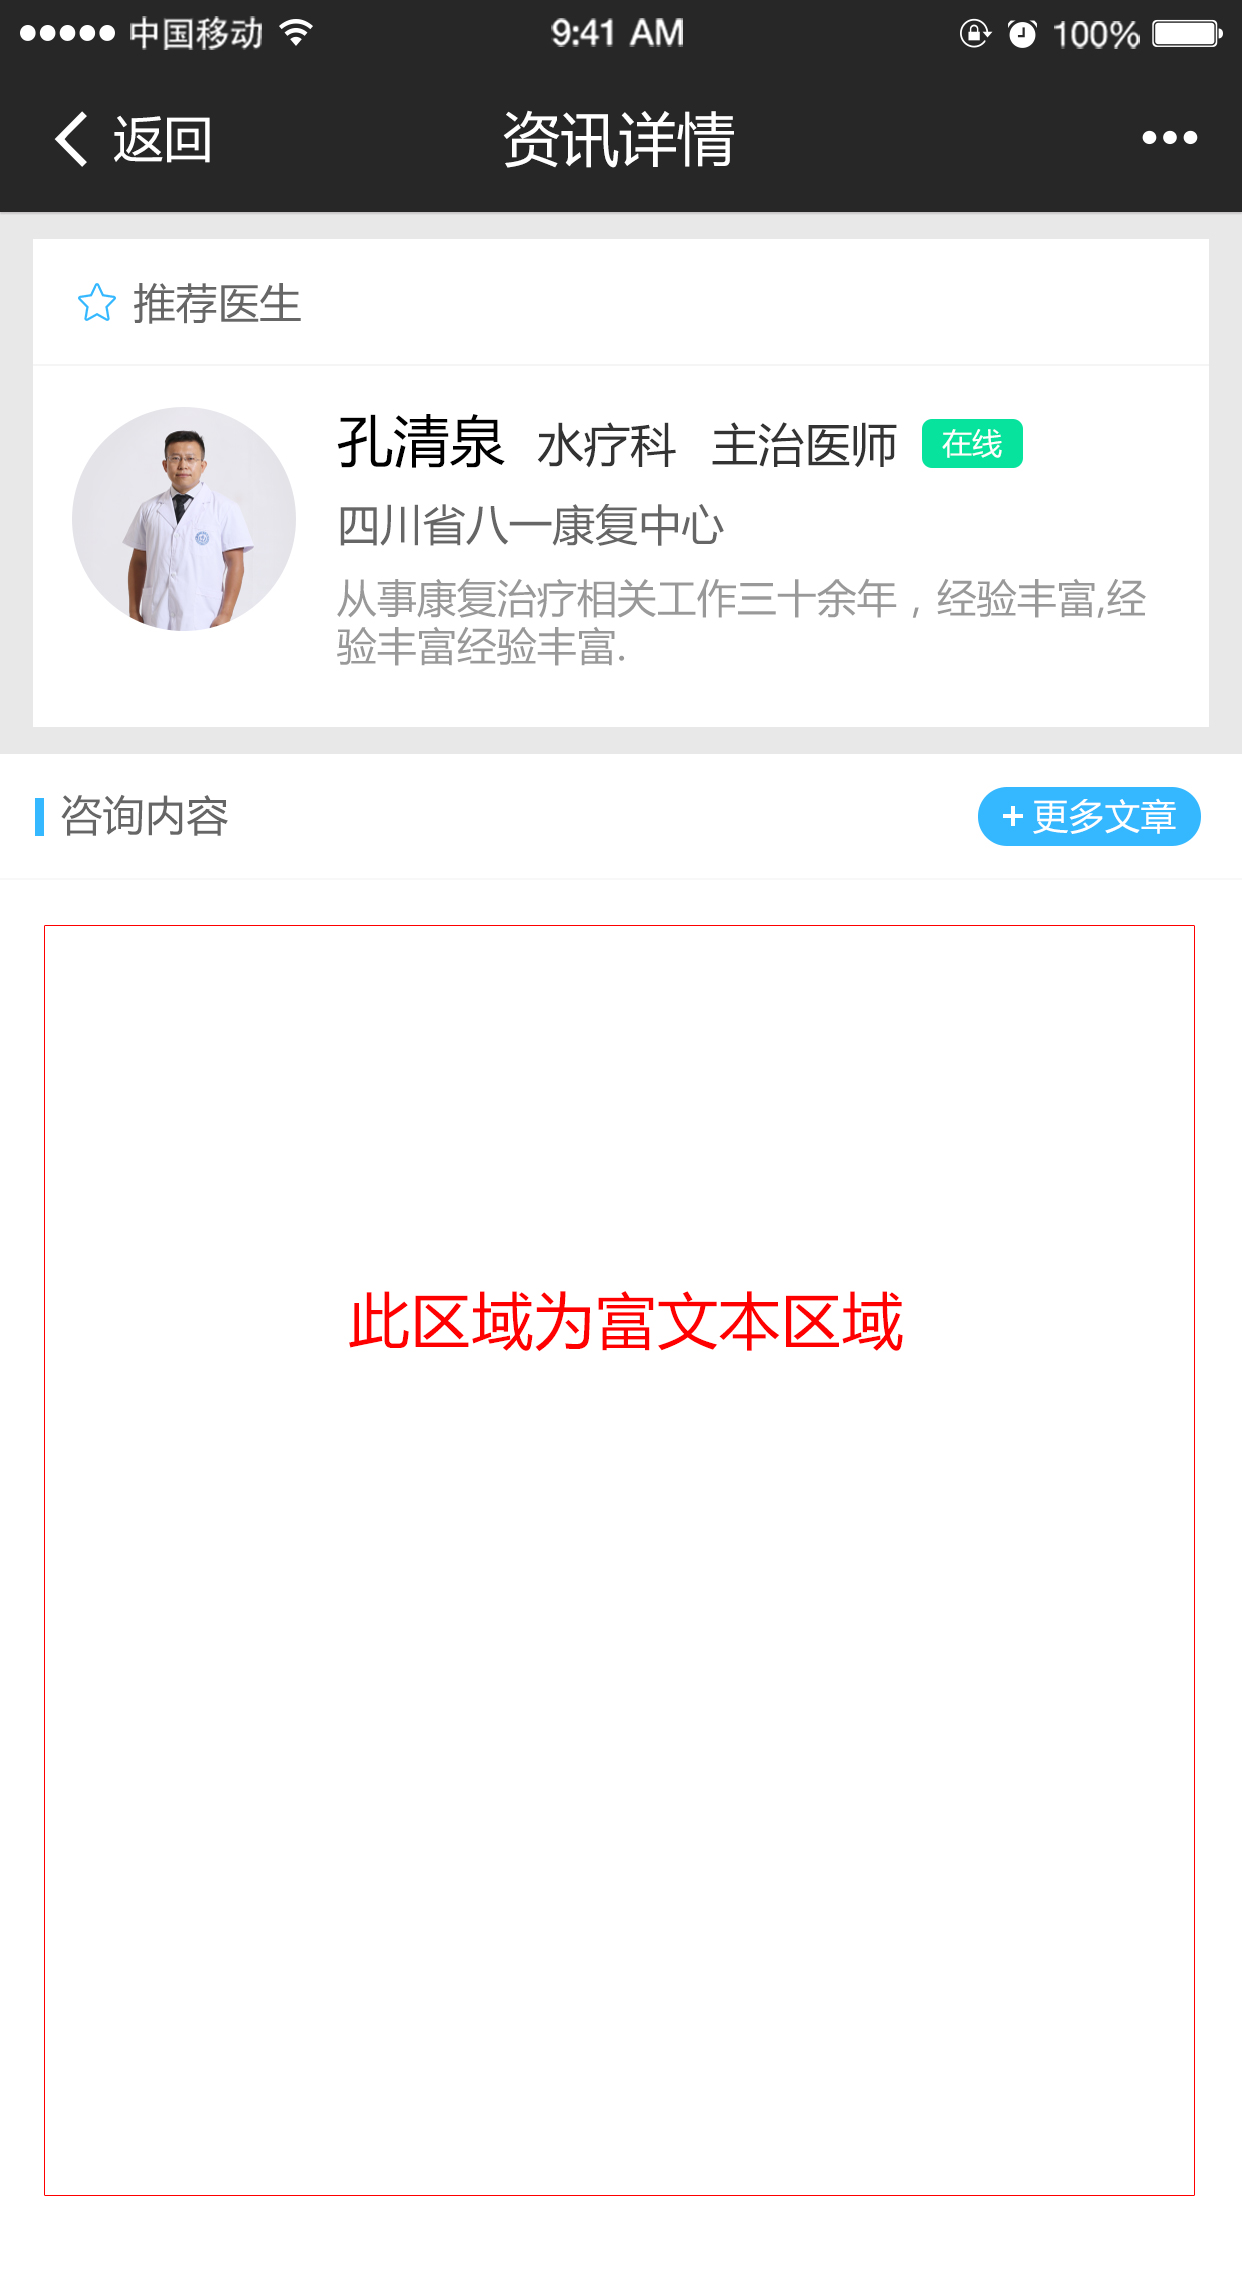 中国移动 9:41 AM 100%
返回 资讯详情
推荐医生
孔清泉 水疗科 主治医师 在线
四川省八一康复中心
从事康复治疗相关工作三十余年，经验丰富,经
验丰富经验丰富.
咨询内容 +更多文章
此区域为富文本区域